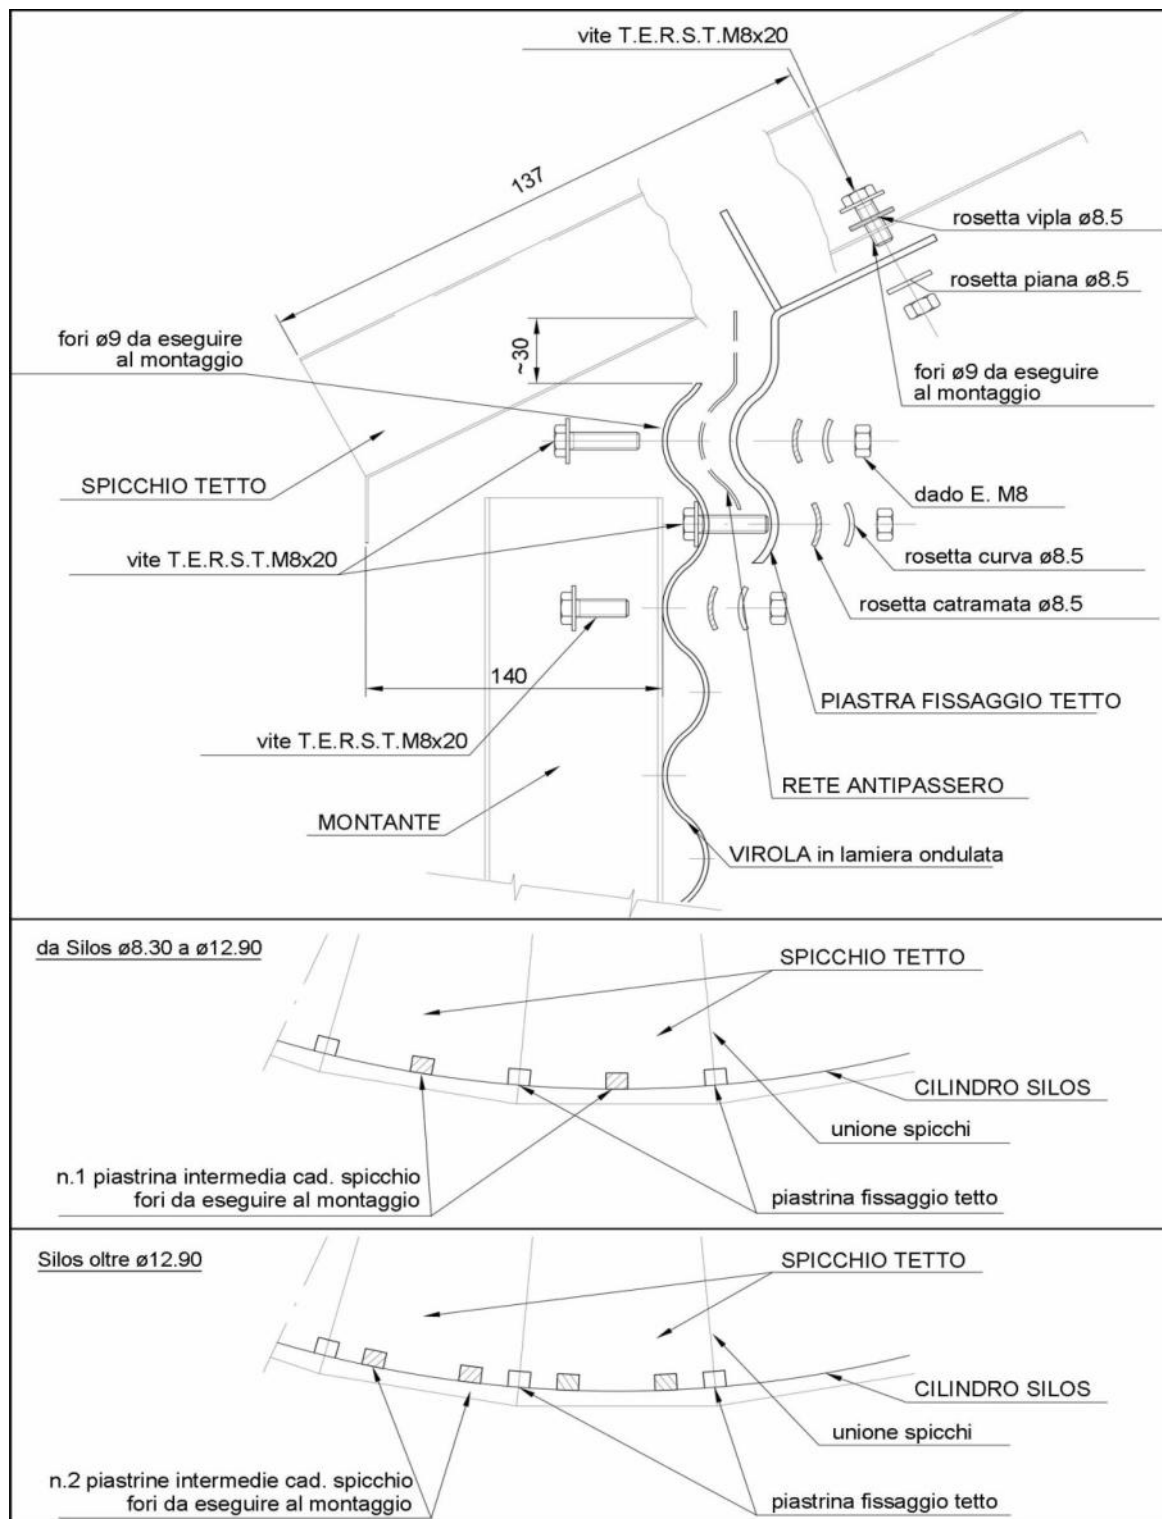 vite T.E.R.S.T.M8x20
137
rosetta vipla ø8.5
rosetta piana ø8.5
fori ø9 da eseguire
al montaggio
~30
fori ø9 da eseguire
al montaggio
SPICCHIO TETTO
dado E. M8
vite T.E.R.S.T.M8x20
rosetta curva ø8.5
rosetta catramata ø8.5
140
PIASTRA FISSAGGIO TETTO
vite T.E.R.S.T.M8x20
RETE ANTIPASSERO
MONTANTE
VIROLA in lamiera ondulata
da Silos ø8.30 a ø12.90
SPICCHIO TETTO
CILINDRO SILOS
unione spicchi
n.1 piastrina intermedia cad. spicchio
fori da eseguire al montaggio
piastrina fissaggio tetto
Silos oltre ø12.90
SPICCHIO TETTO
CILINDRO SILOS
unione spicchi
n.2 piastrine intermedie cad. spicchio
fori da eseguire al montaggio
piastrina fissaggio tetto